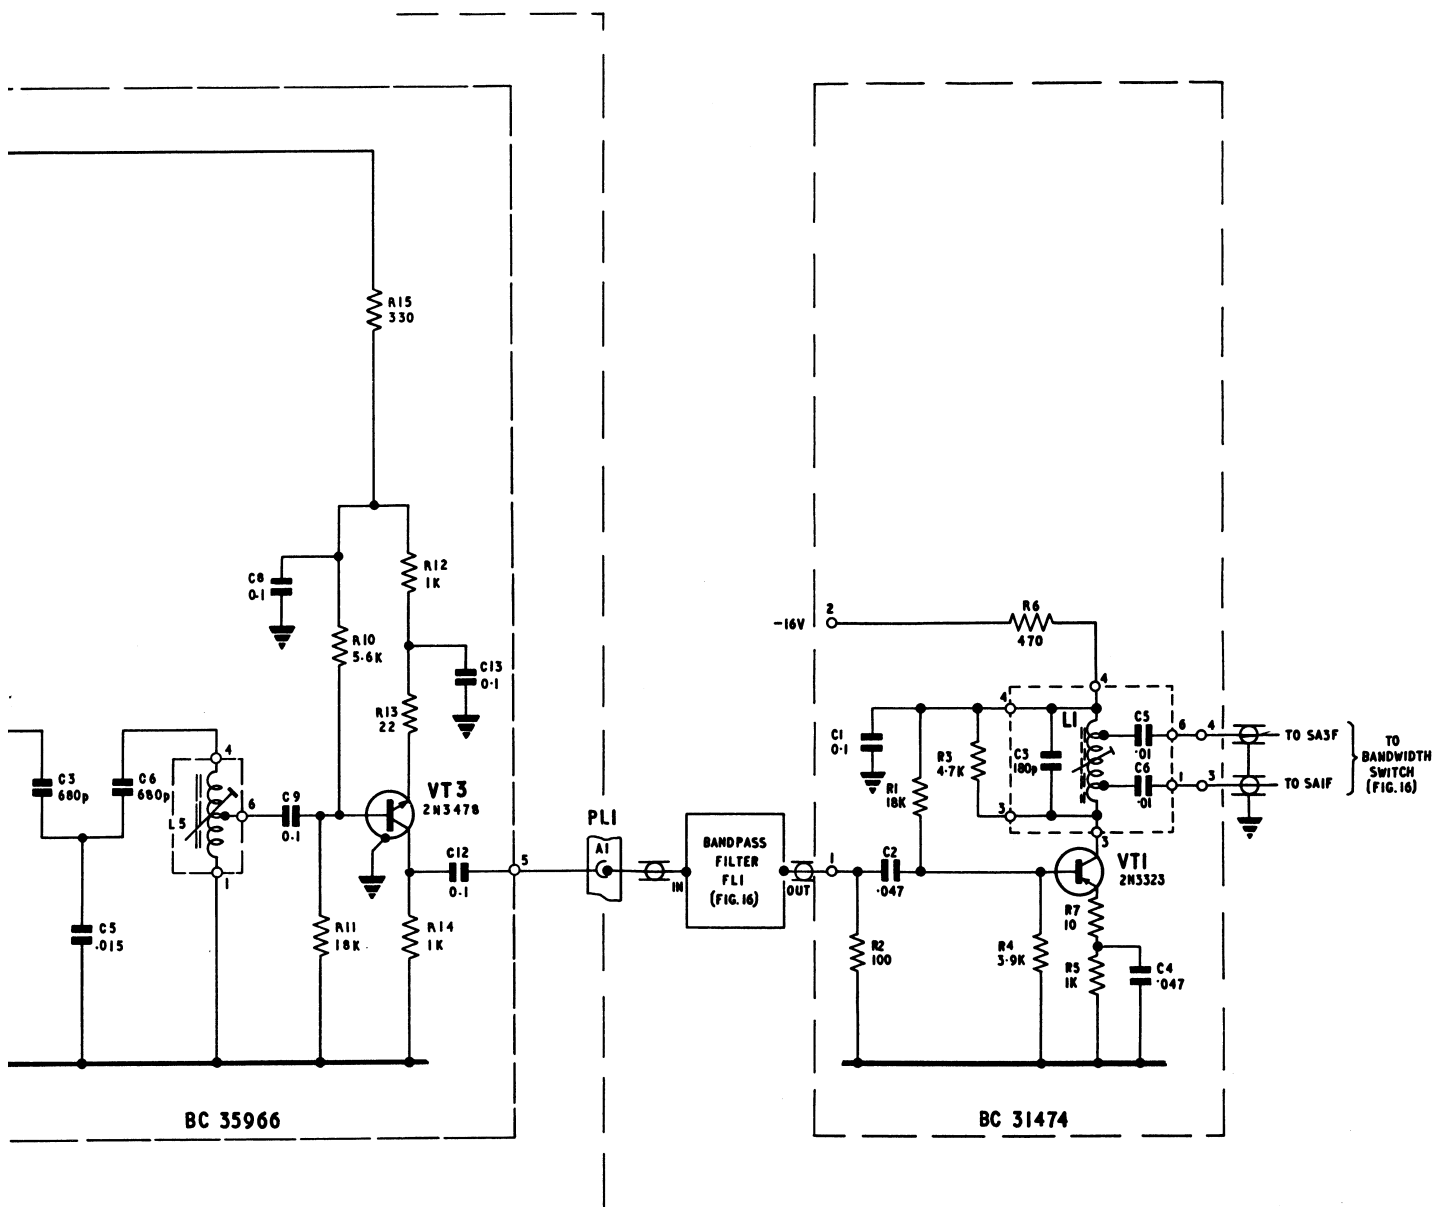 R15
330
C8
0·1
R12
1K
R10
5·6K
C13
0·1
R13
22
4
C3
680p
C6
680p
L5
6
C9
0·1
VT3
2N3478
1
C12
0·1
5
C5
·015
R11
18K
R14
1K
BC 35966
PL1
A1
IN
BANDPASS
FILTER
FL1
(FIG.16)
OUT
-16V
2
R6
470
4
4
L1
C1
0·1
R3
4·7K
C3
180p
R1
18K
C5
·01
6
4
TO SA3F
C6
·01
1
3
TO SA1F
TO
BANDWIDTH
SWITCH
(FIG.16)
3
3
1
C2
·047
VT1
2N3323
R2
100
R4
3·9K
R7
10
R5
1K
C4
·047
BC 31474